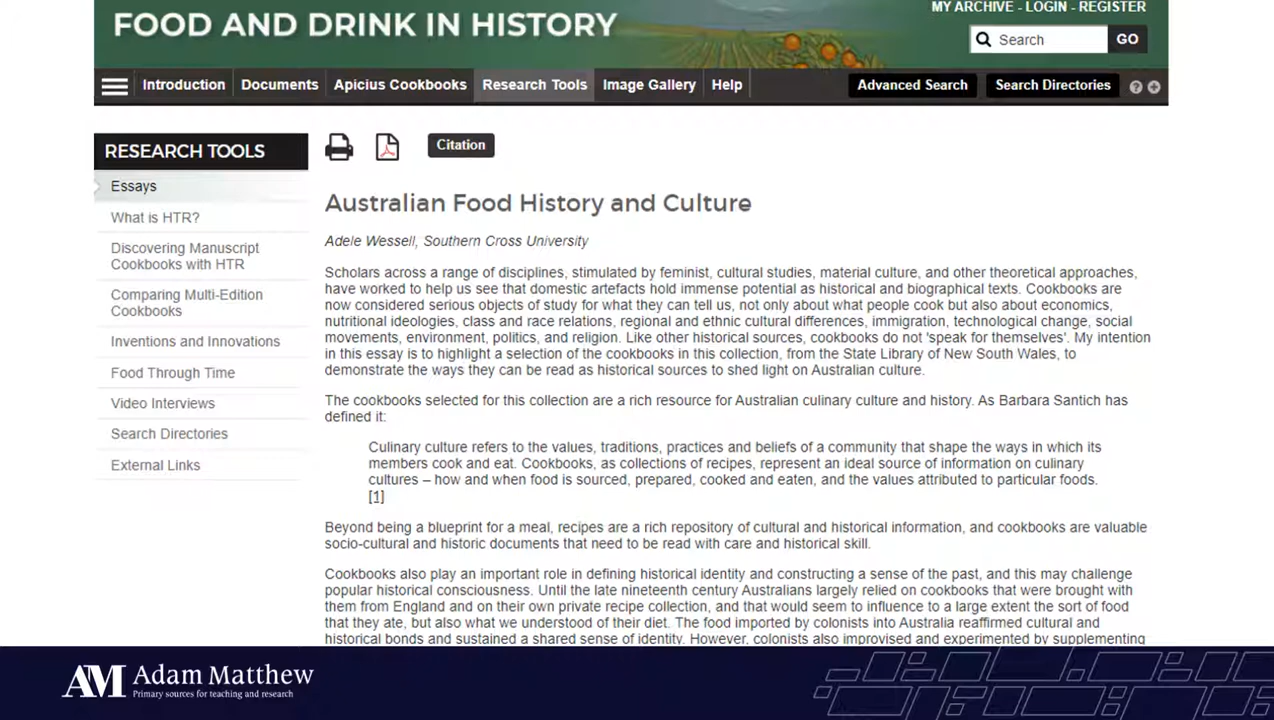 FOOD AND DRINK IN HISTORY
MY ARCHIVE - LOGIN - REGISTER
Search
GO
Introduction
Documents
Apicius Cookbooks
Research Tools
Image Gallery
Help
Advanced Search
Search Directories
RESEARCH TOOLS
Essays
What is HTR?
Discovering Manuscript
Cookbooks with HTR
Comparing Multi-Edition
Cookbooks
Inventions and Innovations
Food Through Time
Video Interviews
Search Directories
External Links
Citation
Australian Food History and Culture
Adele Wessell, Southern Cross University
Scholars across a range of disciplines, stimulated by feminist, cultural studies, material culture, and other theoretical approaches,
have worked to help us see that domestic artefacts hold immense potential as historical and biographical texts. Cookbooks are
now considered serious objects of study for what they can tell us, not only about what people cook but also about economics,
nutritional ideologies, class and race relations, regional and ethnic cultural differences, immigration, technological change, social
movements, environment, politics, and religion. Like other historical sources, cookbooks do not 'speak for themselves'. My intention
in this essay is to highlight a selection of the cookbooks in this collection, from the State Library of New South Wales, to
demonstrate the ways they can be read as historical sources to shed light on Australian culture.
The cookbooks selected for this collection are a rich resource for Australian culinary culture and history. As Barbara Santich has
defined it:
Culinary culture refers to the values, traditions, practices and beliefs of a community that shape the ways in which its
members cook and eat. Cookbooks, as collections of recipes, represent an ideal source of information on culinary
cultures – how and when food is sourced, prepared, cooked and eaten, and the values attributed to particular foods.
[1]
Beyond being a blueprint for a meal, recipes are a rich repository of cultural and historical information, and cookbooks are valuable
socio-cultural and historic documents that need to be read with care and historical skill.
Cookbooks also play an important role in defining historical identity and constructing a sense of the past, and this may challenge
popular historical consciousness. Until the late nineteenth century Australians largely relied on cookbooks that were brought with
them from England and on their own private recipe collection, and that would seem to influence to a large extent the sort of food
that they ate, but also what we understood of their diet. The food imported by colonists into Australia reaffirmed cultural and
historical bonds and sustained a shared sense of identity. However, colonists also improvised and experimented by supplementing
AM
Adam Matthew
Primary sources for teaching and research